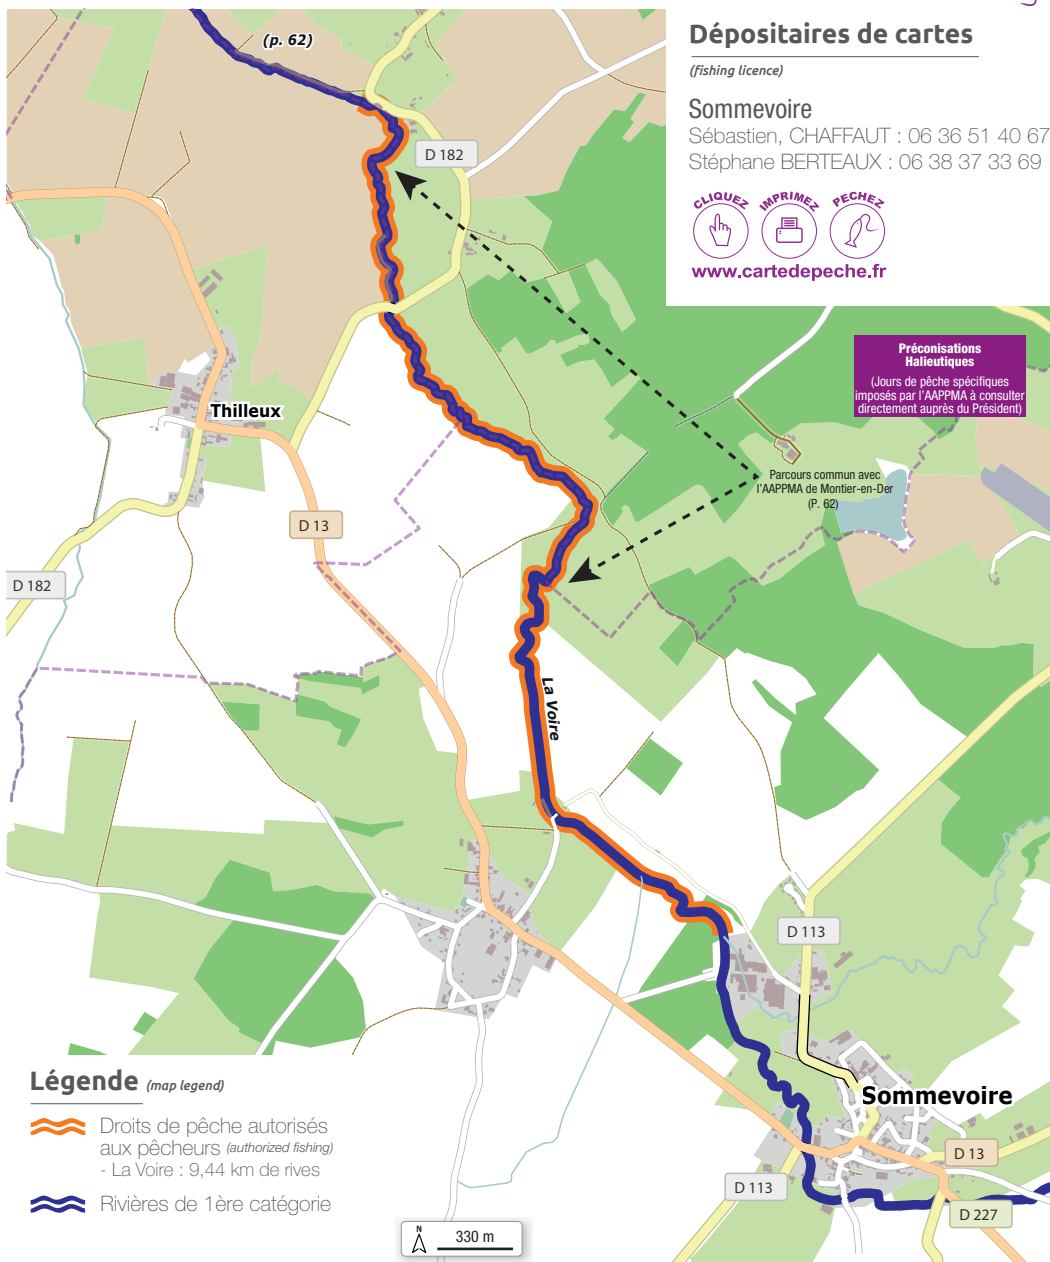 Dépositaires de cartes
(fishing licence)
Sommevoire
Sébastien, CHAFFAUT : 06 36 51 40 67
Stéphane BERTEAUX : 06 38 37 33 69
CLIQUEZ IMPRIMEZ PECHEZ
www.cartedepeche.fr
(p. 62)
D 182
Préconisations
Halieutiques
(Jours de pêche spécifiques
imposés par l'AAPPMA à consulter
directement auprès du Président)
Thilleux
Parcours commun avec
l'AAPPMA de Montier-en-Der
(P. 62)
D 13
D 182
La Voire
D 113
Sommevoire
D 13
D 113
D 227
Légende (map legend)
Droits de pêche autorisés
aux pêcheurs (authorized fishing)
- La Voire : 9,44 km de rives
Rivières de 1ère catégorie
N
330 m